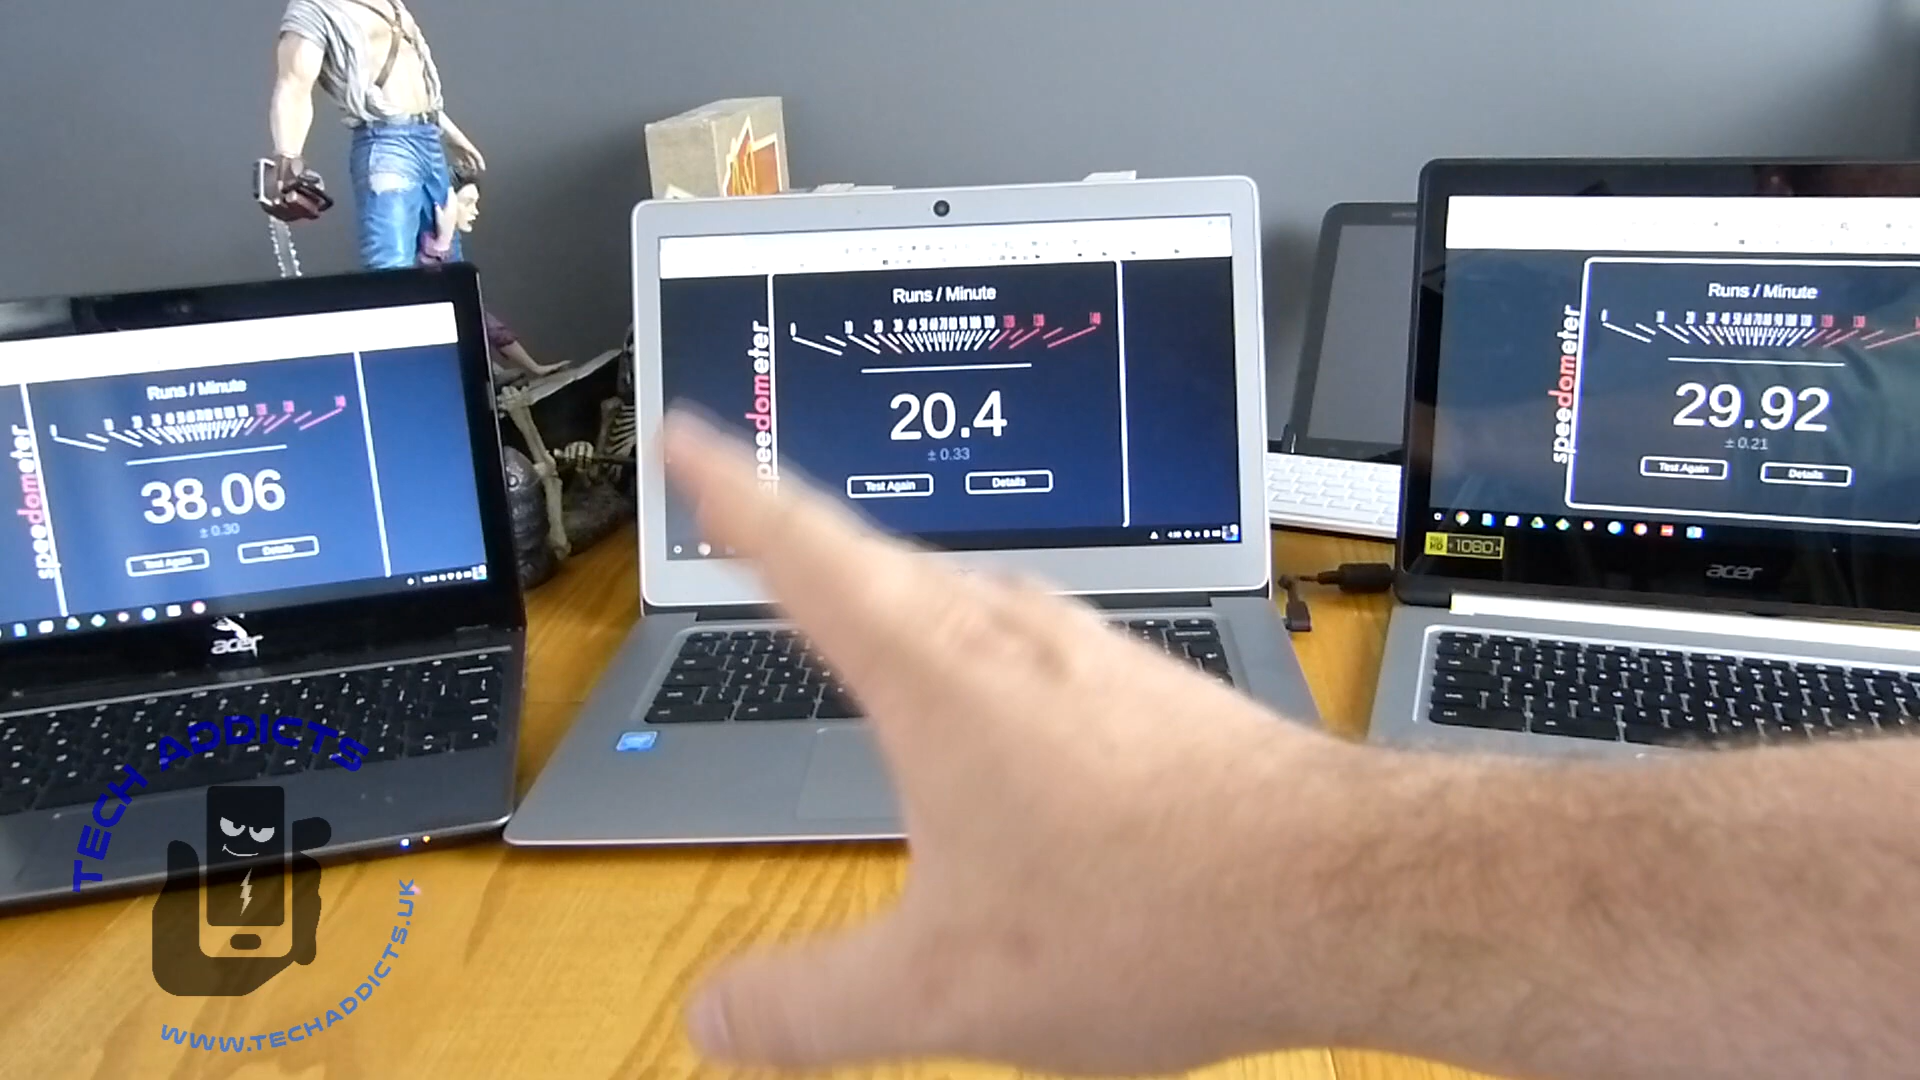 Runs / Minute
speedometer
38.06
± 0.30
Test Again
Details
acer
Runs / Minute
speedometer
20.4
± 0.33
Test Again
Details
Runs / Minute
speedometer
29.92
± 0.21
Test Again
Details
FULL HD 1080
acer
TECH ADDICTS
WWW.TECHADDICTS.UK